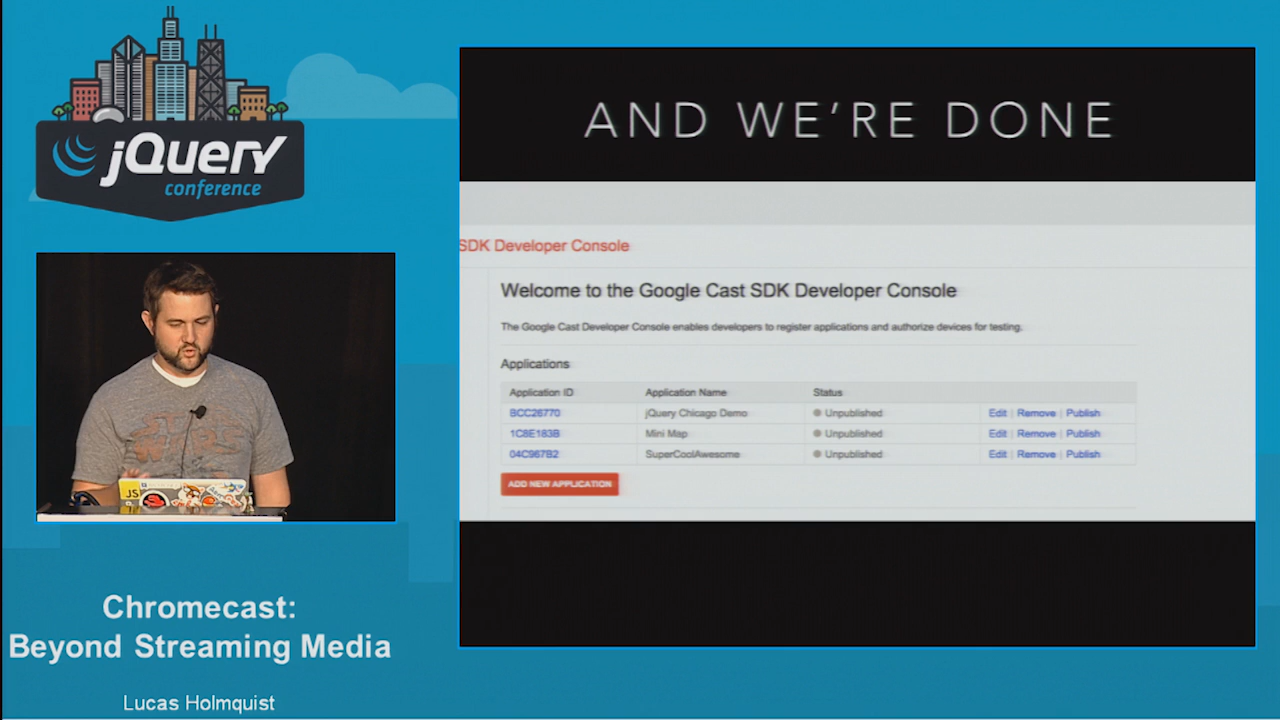 jQuery
conference
AND WE'RE DONE
SDK Developer Console
Welcome to the Google Cast SDK Developer Console
The Google Cast Developer Console enables developers to register applications and authorize devices for testing.
Applications
Application ID Application Name Status
BCC26770 jQuery Chicago Demo Unpublished Edit | Remove | Publish
1C8E183B Mini Map Unpublished Edit | Remove | Publish
04C967B2 SuperCoolAwesome Unpublished Edit | Remove | Publish
ADD NEW APPLICATION
JS
Chromecast:
Beyond Streaming Media
Lucas Holmquist